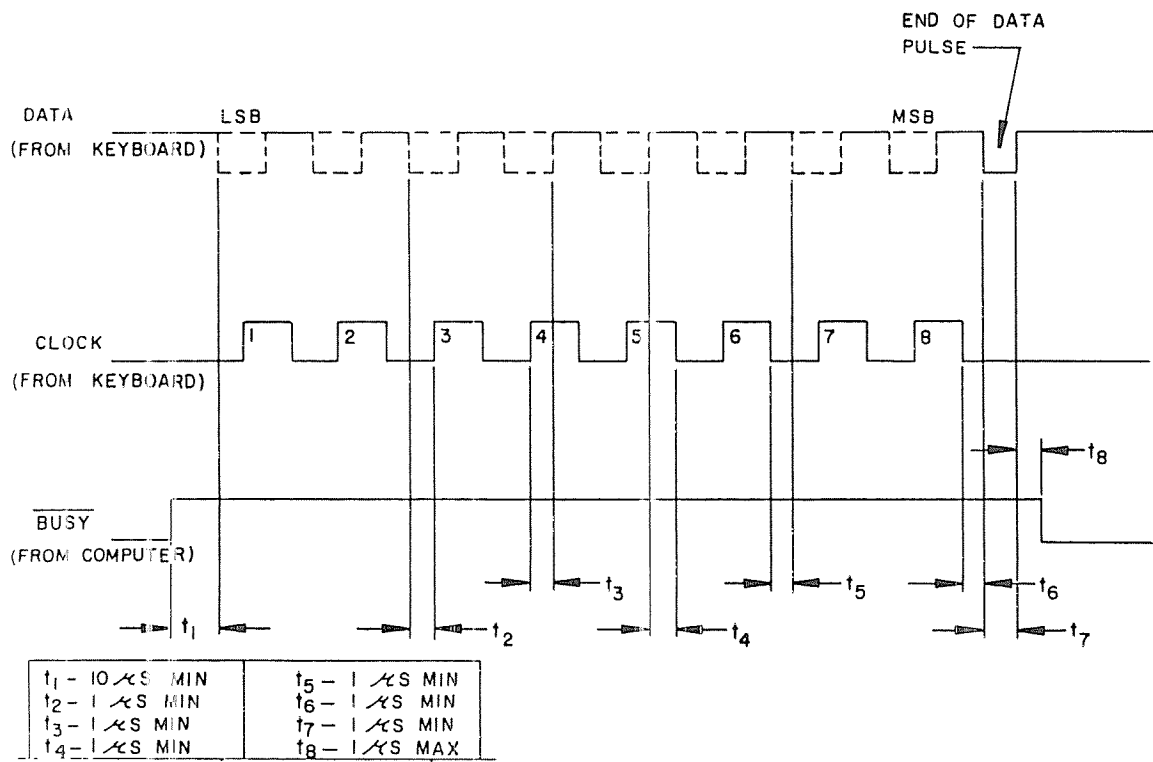 END OF DATA
PULSE
DATA
(FROM KEYBOARD)
LSB
MSB
1 2 3 4 5 6 7 8
CLOCK
(FROM KEYBOARD)
t8
BUSY
(FROM COMPUTER)
t3 t5 t6
t1 t2 t4 t7
t1 - 10 μS MIN
t2 - 1 μS MIN
t3 - 1 μS MIN
t4 - 1 μS MIN
t5 - 1 μS MIN
t6 - 1 μS MIN
t7 - 1 μS MIN
t8 - 1 μS MAX